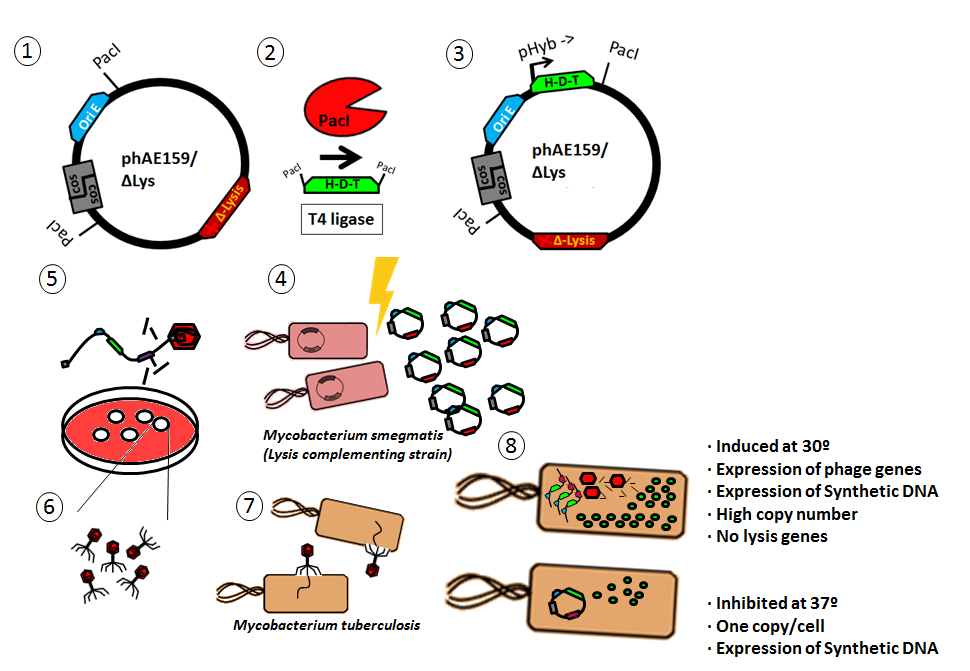 1
PacI
Ori E
phAE159/
ΔLys
cos
cos
PacI
Δ-Lysis
2
PacI
PacI
PacI
H-D-T
T4 ligase
3
pHyb ->
PacI
H-D-T
Ori E
phAE159/
ΔLys
cos
cos
PacI
Δ-Lysis
5
4
Mycobacterium smegmatis
(Lysis complementing strain)
6
7
Mycobacterium tuberculosis
8
· Induced at 30º
· Expression of phage genes
· Expression of Synthetic DNA
· High copy number
· No lysis genes
· Inhibited at 37º
· One copy/cell
· Expression of Synthetic DNA